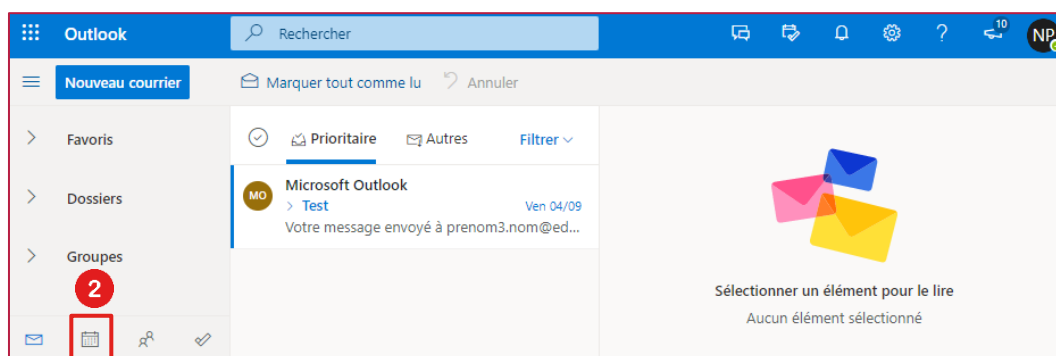 Outlook
Rechercher
10
NP
Nouveau courrier
Marquer tout comme lu
Annuler
Favoris
Dossiers
Groupes
2
Prioritaire
Autres
Filtrer
MO
Microsoft Outlook
> Test
Ven 04/09
Votre message envoyé à prenom3.nom@ed...
Sélectionner un élément pour le lire
Aucun élément sélectionné